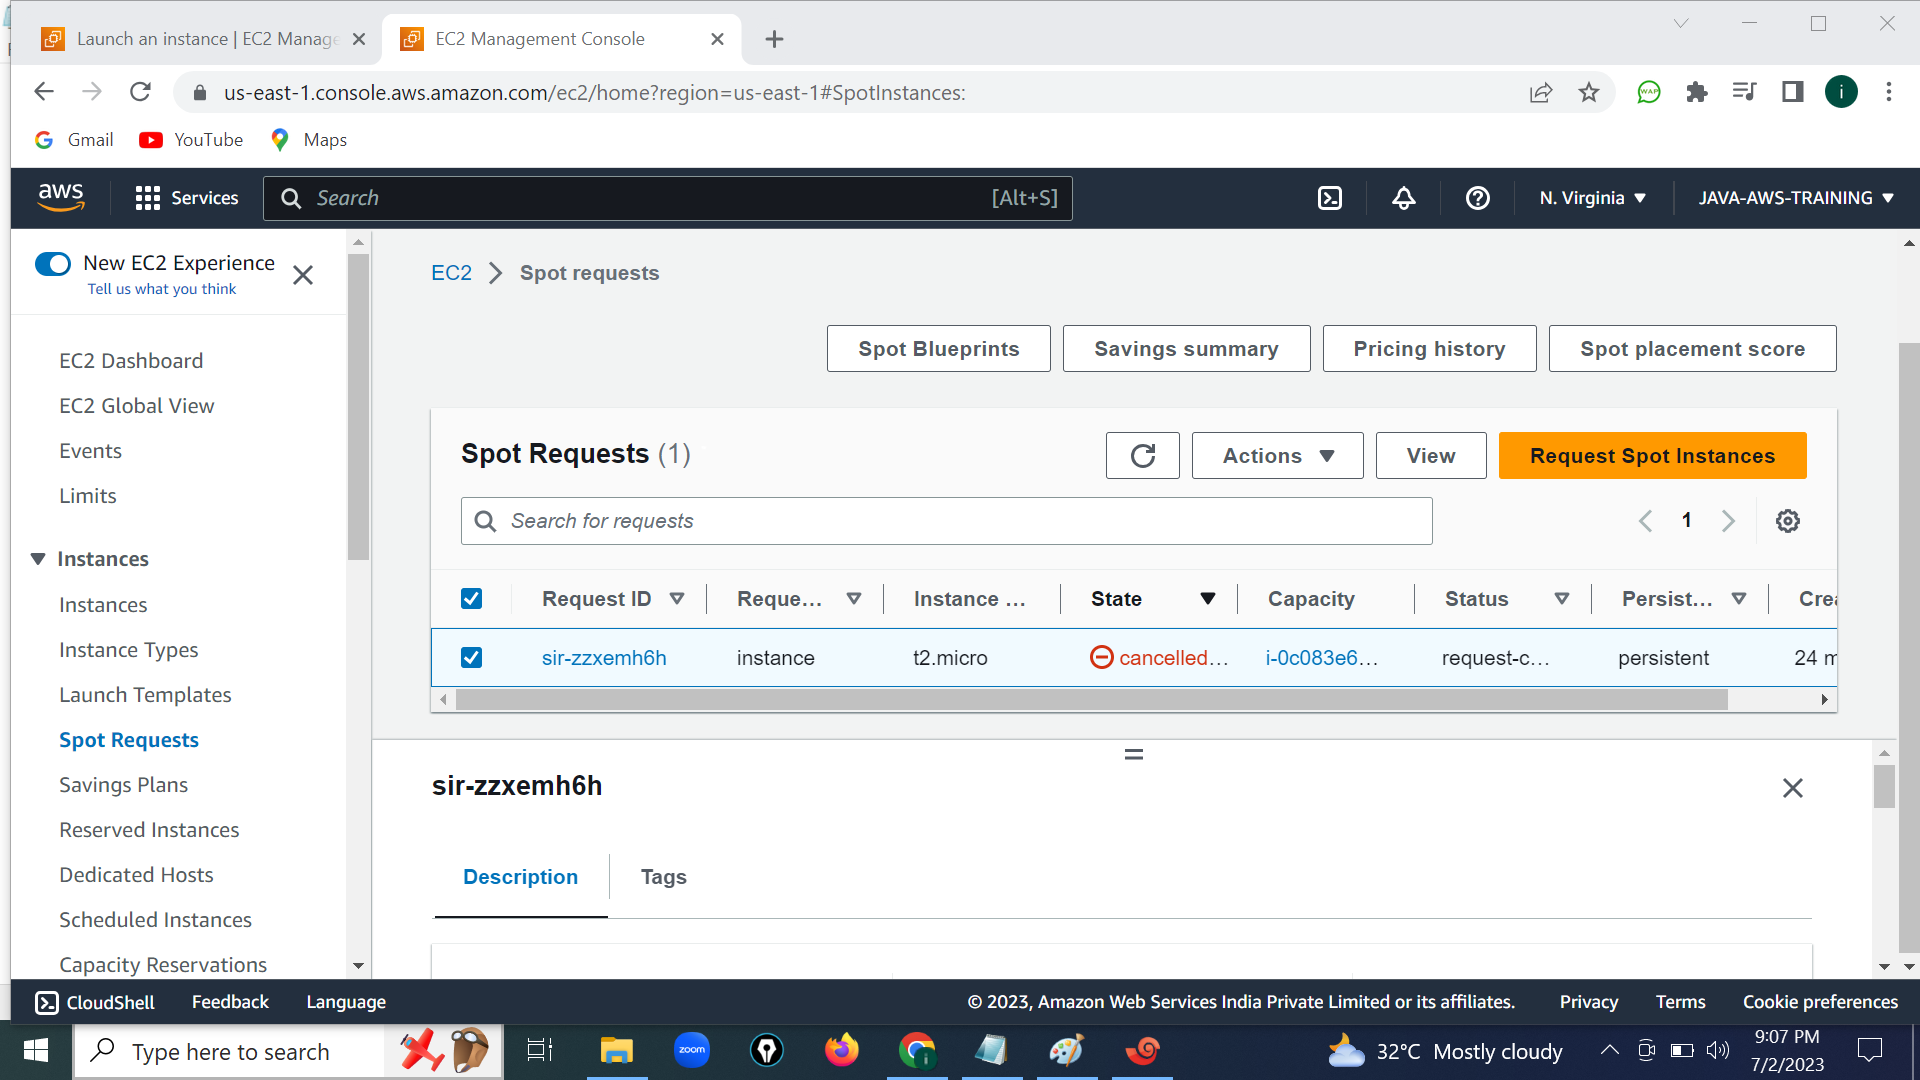 Launch an instance | EC2 Manage
EC2 Management Console
us-east-1.console.aws.amazon.com/ec2/home?region=us-east-1#SpotInstances:
WAP
i
Gmail
YouTube
Maps
aws
Services
Search
[Alt+S]
N. Virginia
JAVA-AWS-TRAINING
New EC2 Experience
Tell us what you think
EC2 Dashboard
EC2 Global View
Events
Limits
Instances
Instances
Instance Types
Launch Templates
Spot Requests
Savings Plans
Reserved Instances
Dedicated Hosts
Scheduled Instances
Capacity Reservations
EC2 Spot requests
Spot Blueprints
Savings summary
Pricing history
Spot placement score
Spot Requests (1)
Actions
View
Request Spot Instances
Search for requests
1
Request ID Reque... Instance ... State Capacity Status Persist... Crea
sir-zzxemh6h instance t2.micro cancelled... i-0c083e6... request-c... persistent 24 m
sir-zzxemh6h
Description
Tags
CloudShell Feedback Language © 2023, Amazon Web Services India Private Limited or its affiliates. Privacy Terms Cookie preferences
Type here to search
zoom
32°C Mostly cloudy
9:07 PM
7/2/2023